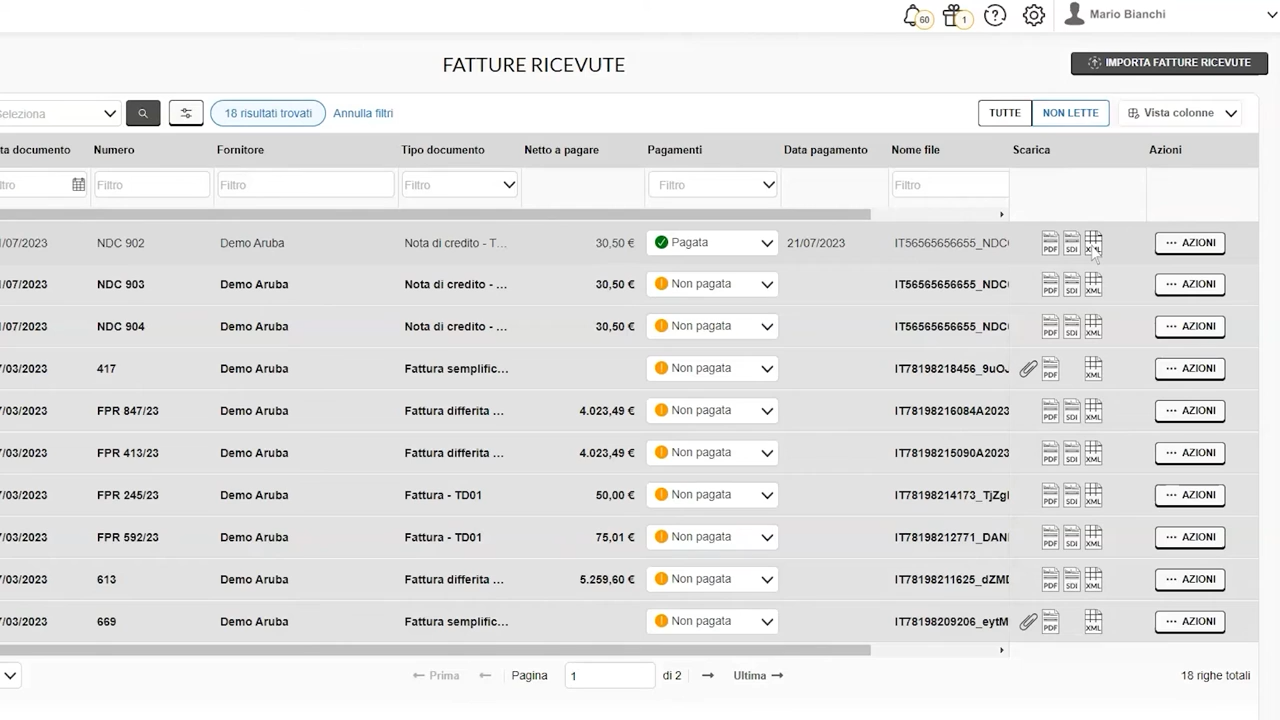 60 1 Mario Bianchi
FATTURE RICEVUTE IMPORTA FATTURE RICEVUTE
Seleziona 18 risultati trovati Annulla filtri TUTTE NON LETTE Vista colonne
ta documento Numero Fornitore Tipo documento Netto a pagare Pagamenti Data pagamento Nome file Scarica Azioni
tro Filtro Filtro Filtro Filtro Filtro
/07/2023 NDC 902 Demo Aruba Nota di credito - T... 30,50 € Pagata 21/07/2023 IT56565656655_NDC PDF SDI XML ··· AZIONI
/07/2023 NDC 903 Demo Aruba Nota di credito - ... 30,50 € Non pagata IT56565656655_NDC PDF SDI XML ··· AZIONI
/07/2023 NDC 904 Demo Aruba Nota di credito - ... 30,50 € Non pagata IT56565656655_NDC PDF SDI XML ··· AZIONI
/03/2023 417 Demo Aruba Fattura semplific... Non pagata IT78198218456_9uOJ PDF XML ··· AZIONI
/03/2023 FPR 847/23 Demo Aruba Fattura differita ... 4.023,49 € Non pagata IT78198216084A2023 PDF SDI XML ··· AZIONI
/03/2023 FPR 413/23 Demo Aruba Fattura differita ... 4.023,49 € Non pagata IT78198215090A2023 PDF SDI XML ··· AZIONI
/03/2023 FPR 245/23 Demo Aruba Fattura - TD01 50,00 € Non pagata IT78198214173_TjZgI PDF SDI XML ··· AZIONI
/03/2023 FPR 592/23 Demo Aruba Fattura - TD01 75,01 € Non pagata IT78198212771_DAN PDF SDI XML ··· AZIONI
/03/2023 613 Demo Aruba Fattura differita ... 5.259,60 € Non pagata IT78198211625_dZM PDF SDI XML ··· AZIONI
/03/2023 669 Demo Aruba Fattura semplific... Non pagata IT78198209206_eytM PDF XML ··· AZIONI
Prima Pagina 1 di 2 Ultima 18 righe totali